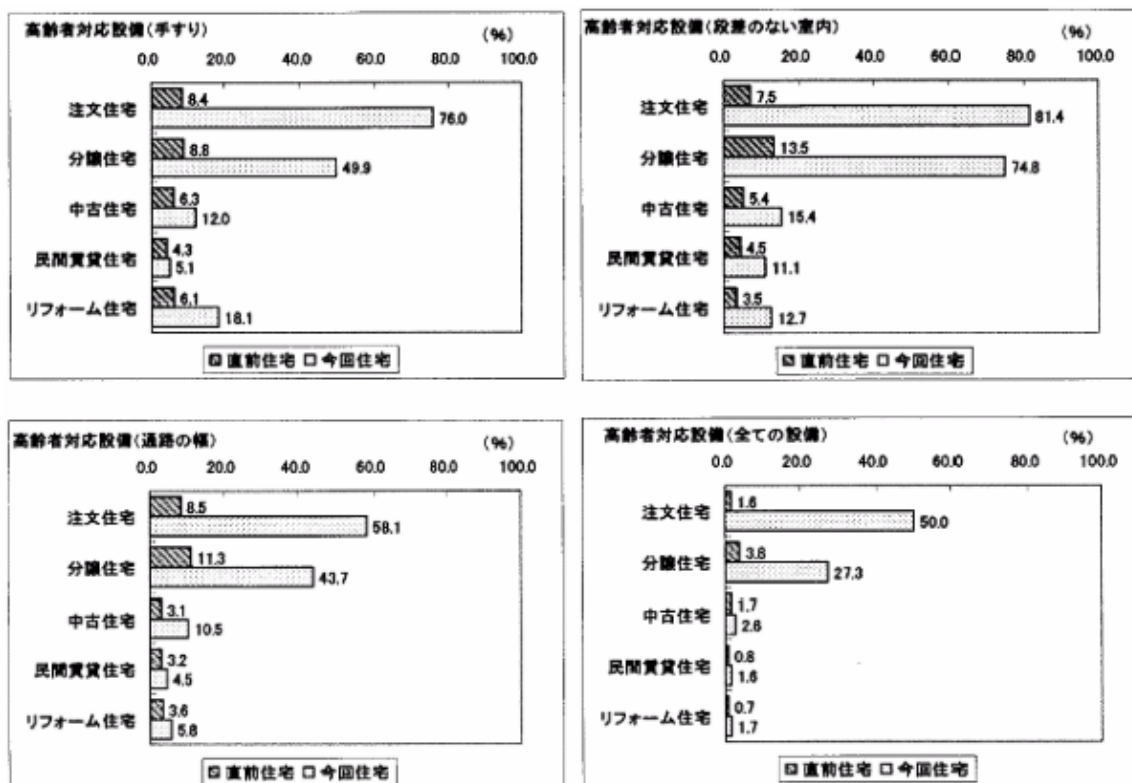 高齢者対応設備(手すり) (%)
0.0 20.0 40.0 60.0 80.0 100.0
注文住宅 8.4 76.0
分譲住宅 8.8 49.9
中古住宅 6.3 12.0
民間賃貸住宅 4.3 5.1
リフォーム住宅 6.1 18.1
直前住宅 今回住宅
高齢者対応設備(段差のない室内) (%)
0.0 20.0 40.0 60.0 80.0 100.0
注文住宅 7.5 81.4
分譲住宅 13.5 74.8
中古住宅 5.4 15.4
民間賃貸住宅 4.5 11.1
リフォーム住宅 3.5 12.7
直前住宅 今回住宅
高齢者対応設備(通路の幅) (%)
0.0 20.0 40.0 60.0 80.0 100.0
注文住宅 8.5 58.1
分譲住宅 11.3 43.7
中古住宅 3.1 10.5
民間賃貸住宅 3.2 4.5
リフォーム住宅 3.6 5.8
直前住宅 今回住宅
高齢者対応設備(全ての設備) (%)
0.0 20.0 40.0 60.0 80.0 100.0
注文住宅 1.6 50.0
分譲住宅 3.8 27.3
中古住宅 1.7 2.6
民間賃貸住宅 0.8 1.6
リフォーム住宅 0.7 1.7
直前住宅 今回住宅